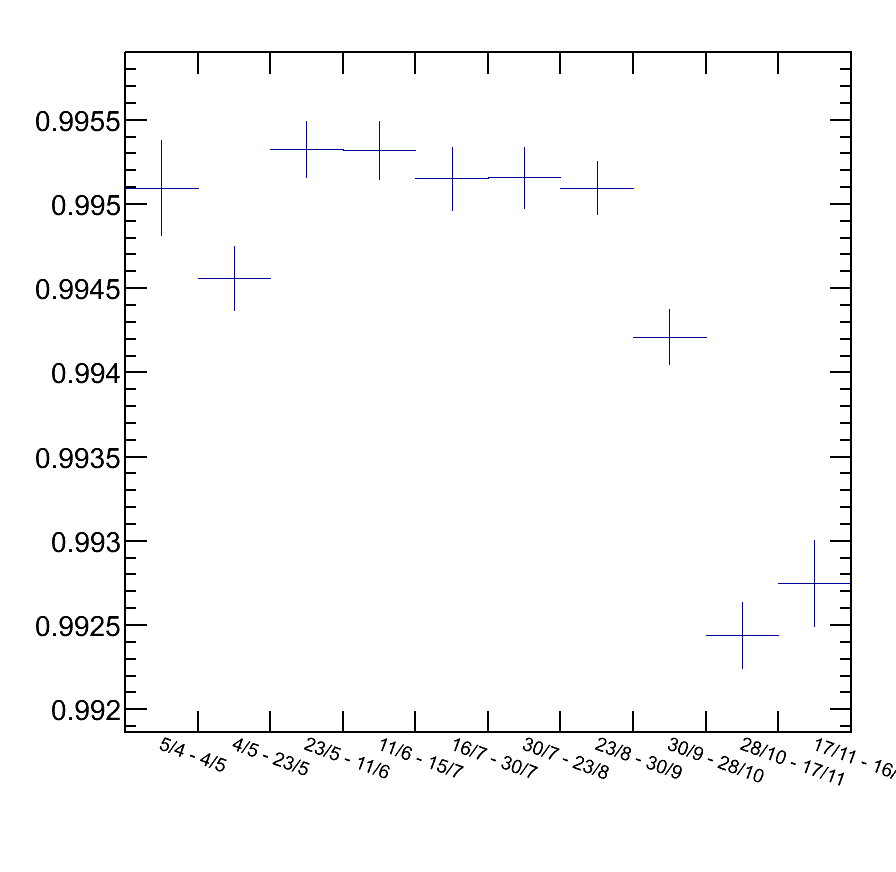 0.9955
0.995
0.9945
0.994
0.9935
0.993
0.9925
0.992
5/4 - 4/5
4/5 - 23/5
23/5 - 11/6
11/6 - 15/7
16/7 - 30/7
30/7 - 23/8
23/8 - 30/9
30/9 - 28/10
28/10 - 17/11
17/11 - 16/